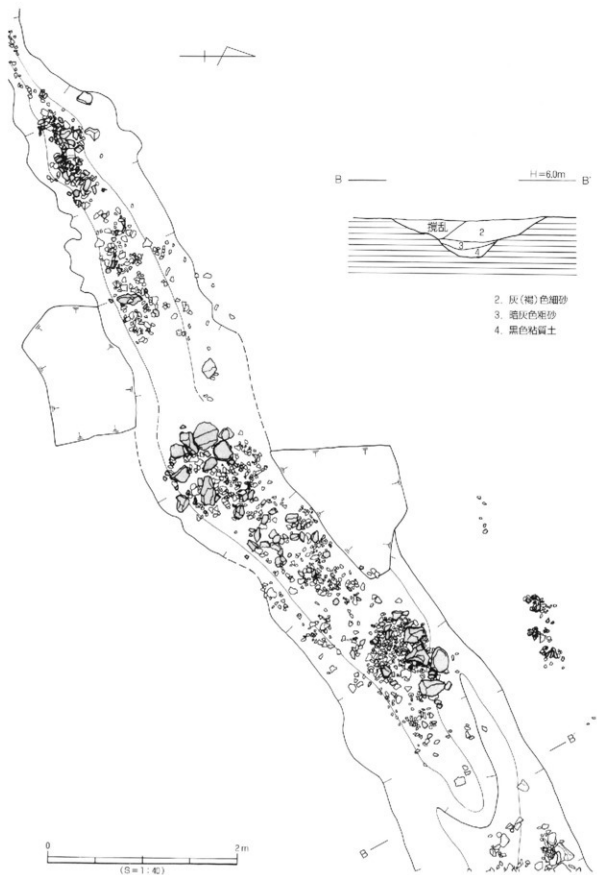 B H=6.0m B'
攪乱
2
3
4
2. 灰(褐)色細砂
3. 暗灰色粗砂
4. 黒色粘質土
B'
B
0 2m
(S=1:40)